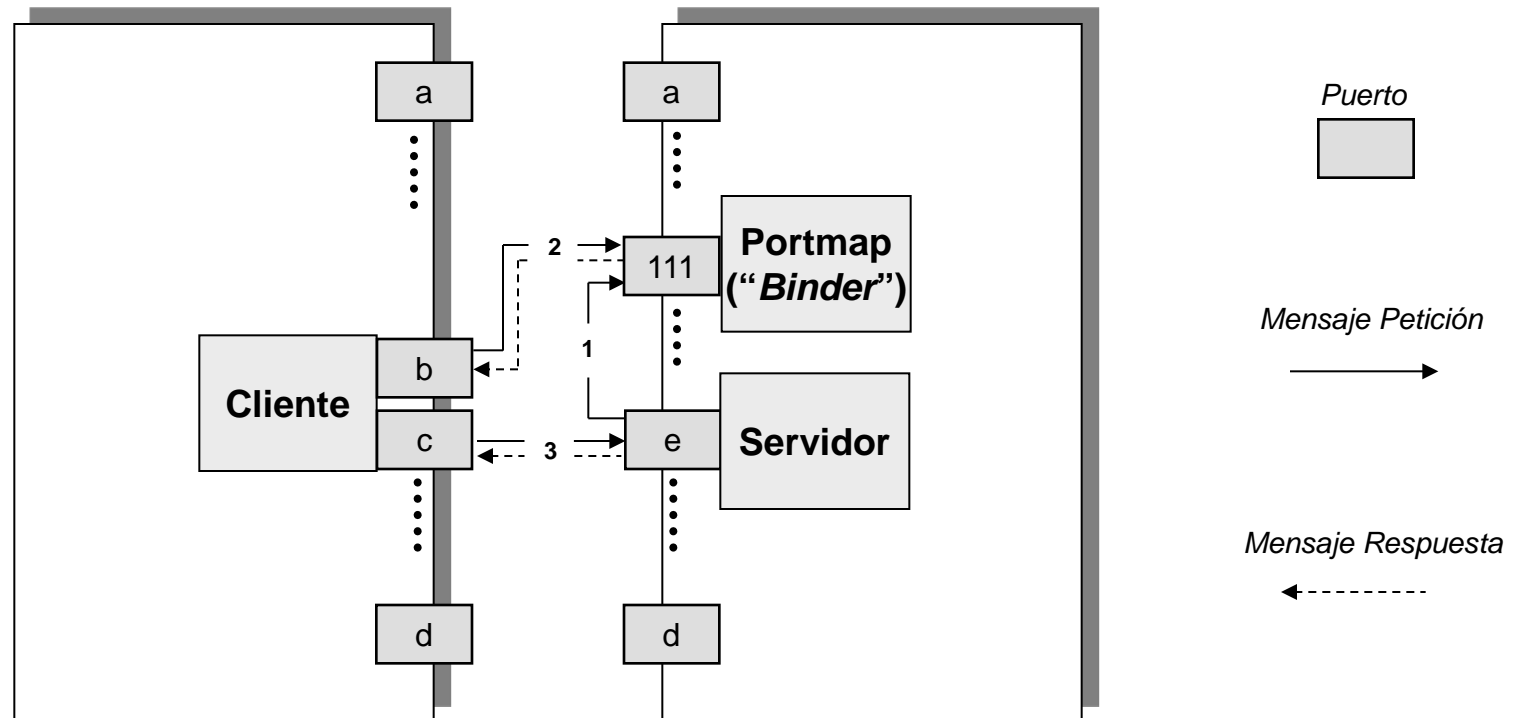 a
a
Puerto
2
111
Portmap
(“Binder”)
Mensaje Petición
1
b
Cliente
c
3
e
Servidor
Mensaje Respuesta
d
d